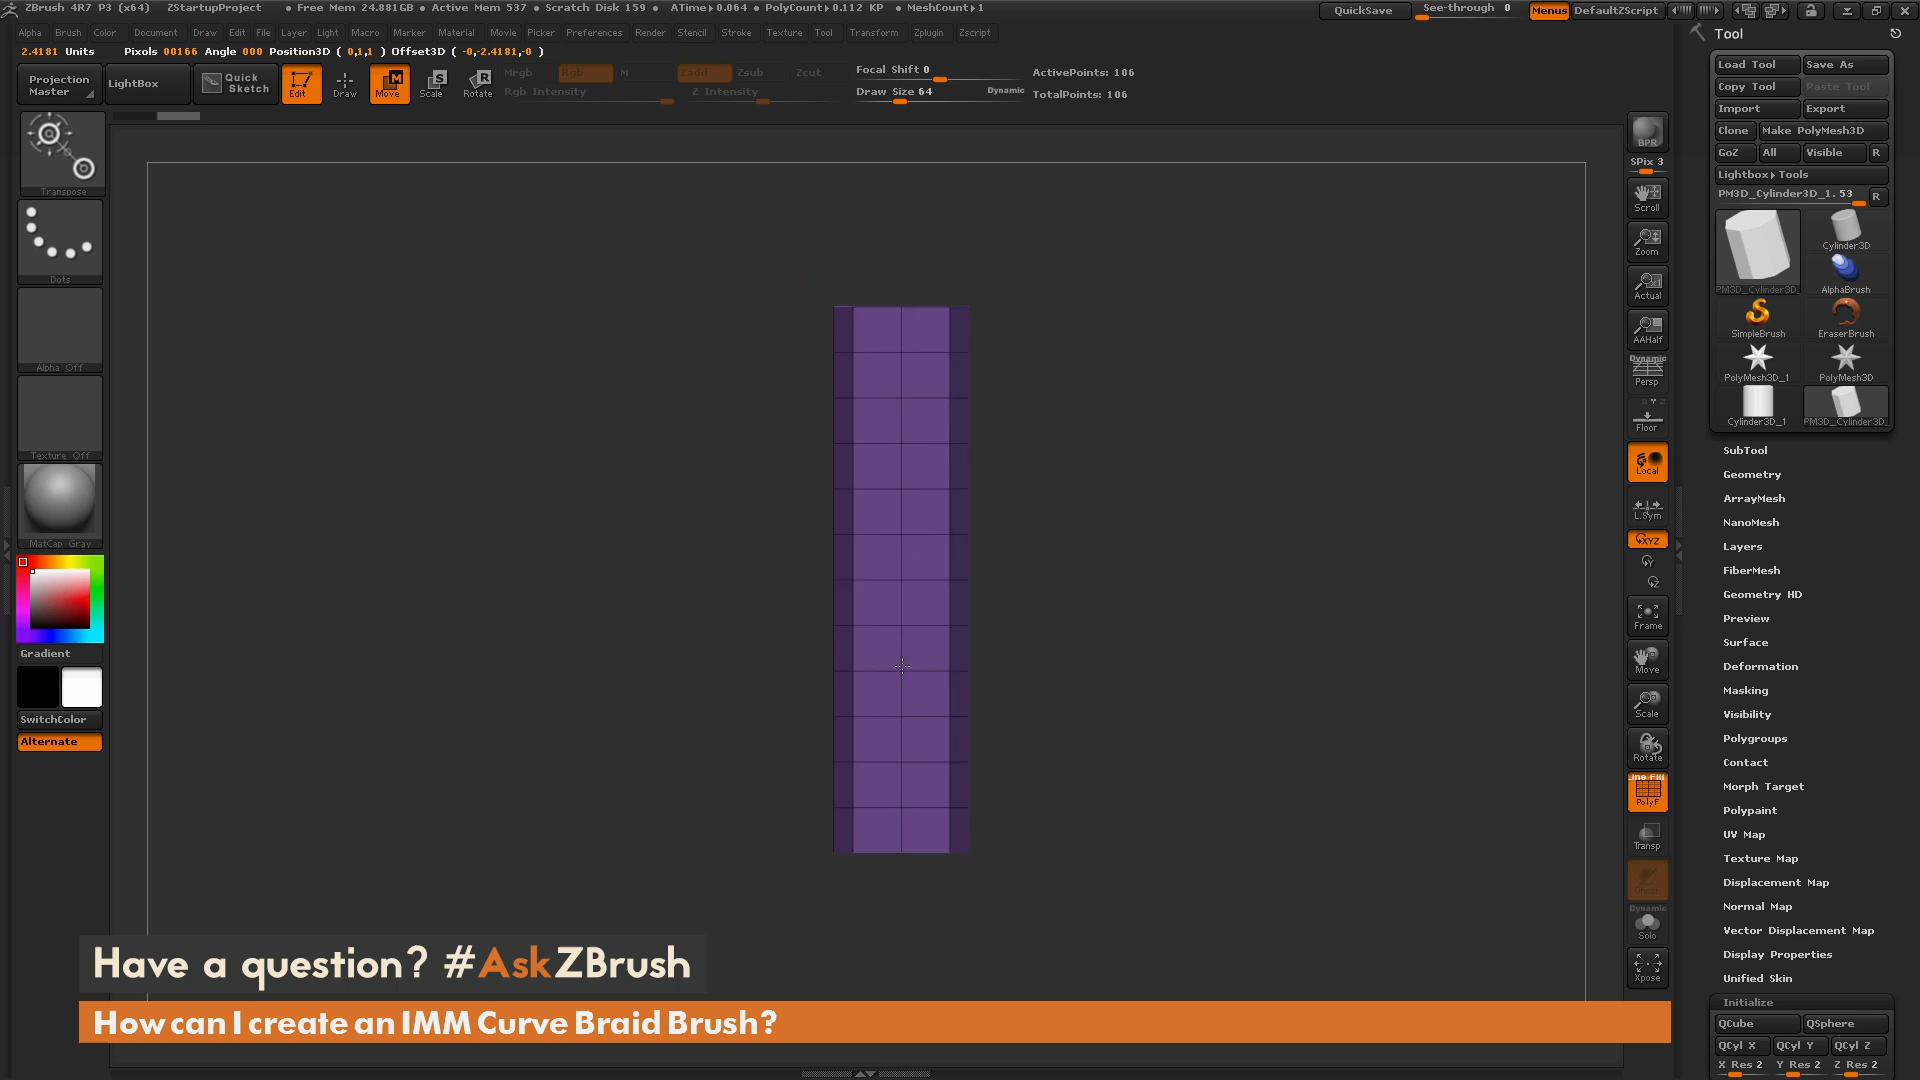 ZBrush 4R7 P3 (x64) ZStartupProject • Free Mem 24.881GB • Active Mem 537 • Scratch Disk 159 • ATime▸0.064 • PolyCount▸0.112 KP • MeshCount▸1 QuickSave See-through 0 Menus DefaultZScript
Alpha Brush Color Document Draw Edit File Layer Light Macro Marker Material Movie Picker Preferences Render Stencil Stroke Texture Tool Transform Zplugin Zscript
2.4181 Units Pixols 00166 Angle 000 Position3D ( 0,1,1 ) Offset3D ( -0,-2.4181,-0 )
Projection Master
LightBox
Quick Sketch
Edit
Draw
Move
Scale
Rotate
Mrgb Rgb M
Rgb Intensity
Zadd Zsub Zcut
Z Intensity
Focal Shift 0
Draw Size 64 Dynamic
ActivePoints: 106
TotalPoints: 106
Transpose
Dots
Alpha Off
Texture Off
MatCap Gray
Gradient
SwitchColor
Alternate
BPR
SPix 3
Scroll
Zoom
Actual
AAHalf
Dynamic
Persp
Floor
Local
L.Sym
XYZ
Frame
Move
Scale
Rotate
Line Fill
PolyF
Transp
Ghost
Dynamic
Solo
Xpose
Tool
Load Tool Save As
Copy Tool Paste Tool
Import Export
Clone Make PolyMesh3D
GoZ All Visible R
Lightbox▸Tools
PM3D_Cylinder3D_1. 53 R
Cylinder3D
PM3D_Cylinder3D_ AlphaBrush
SimpleBrush EraserBrush
PolyMesh3D_1 PolyMesh3D
Cylinder3D_1 PM3D_Cylinder3D_
SubTool
Geometry
ArrayMesh
NanoMesh
Layers
FiberMesh
Geometry HD
Preview
Surface
Deformation
Masking
Visibility
Polygroups
Contact
Morph Target
Polypaint
UV Map
Texture Map
Displacement Map
Normal Map
Vector Displacement Map
Display Properties
Unified Skin
Initialize
QCube QSphere
QCyl X QCyl Y QCyl Z
X Res 2 Y Res 2 Z Res 2
Have a question? #AskZBrush
How can I create an IMM Curve Braid Brush?